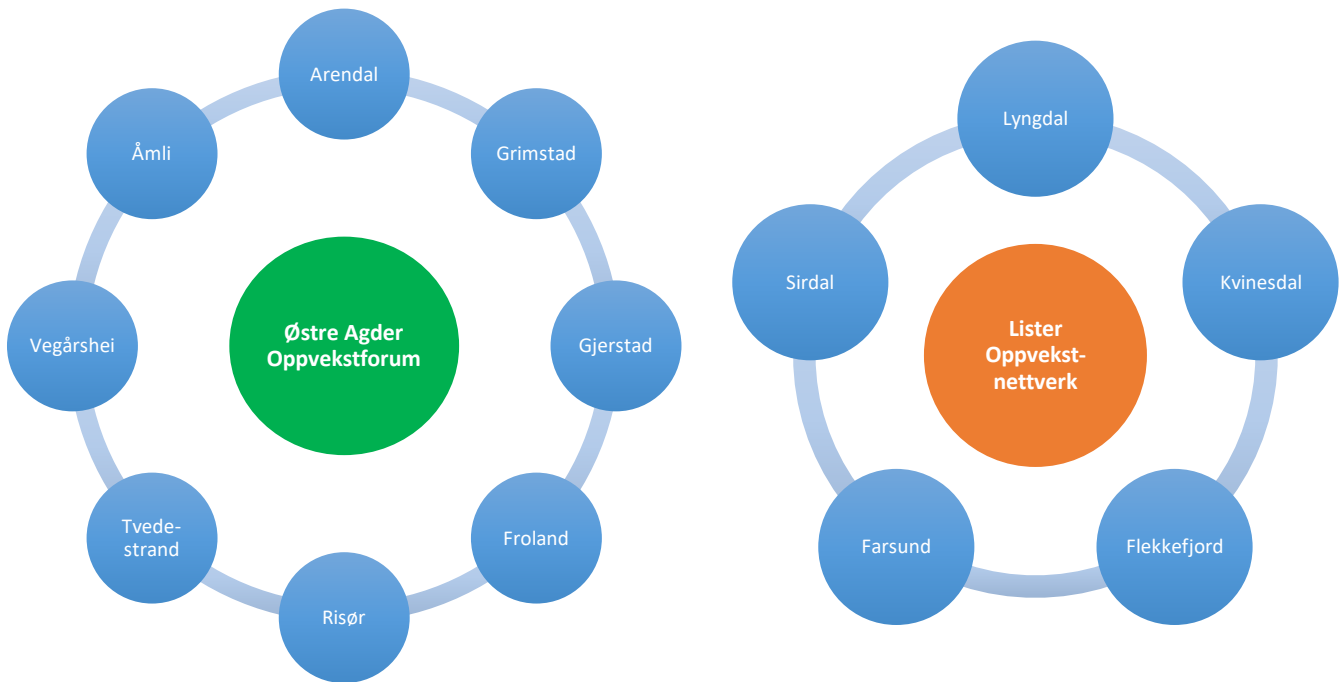 Arendal
Grimstad
Gjerstad
Froland
Risør
Tvede-
strand
Vegårshei
Åmli
Østre Agder
Oppvekstforum
Lyngdal
Kvinesdal
Flekkefjord
Farsund
Sirdal
Lister
Oppvekst-
nettverk